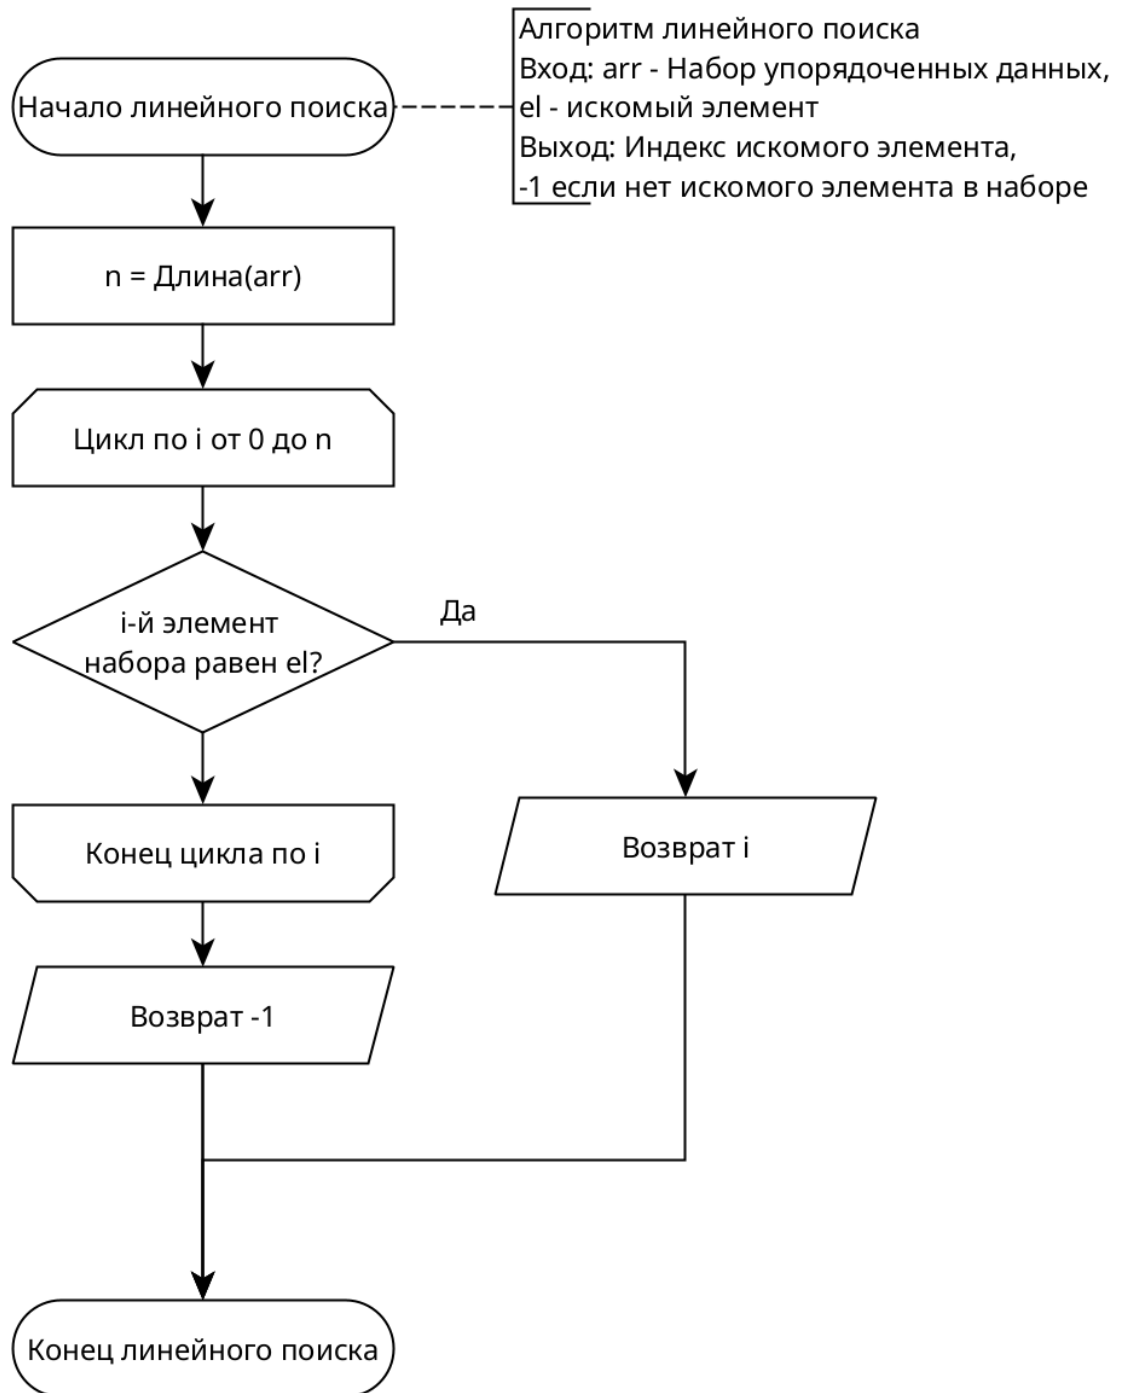 Алгоритм линейного поиска
Вход: arr - Набор упорядоченных данных,
el - искомый элемент
Выход: Индекс искомого элемента,
-1 если нет искомого элемента в наборе
Начало линейного поиска
n = Длина(arr)
Цикл по i от 0 до n
i-й элемент
набора равен el?
Да
Конец цикла по i
Возврат i
Возврат -1
Конец линейного поиска